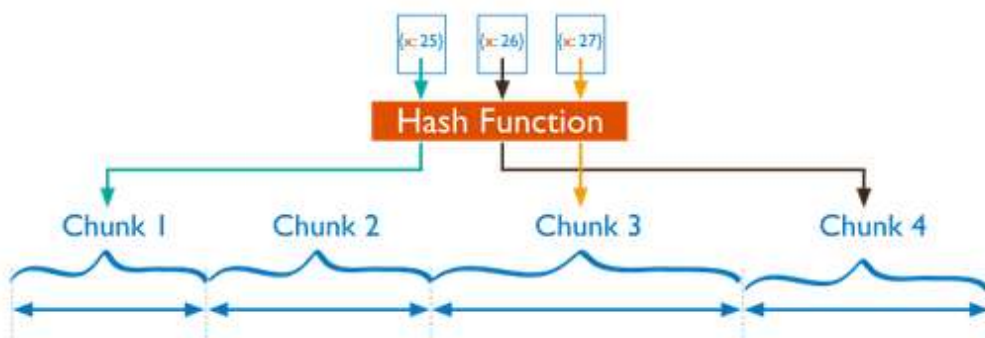 {x: 25} {x: 26} {x: 27}
Hash Function
Chunk 1 Chunk 2 Chunk 3 Chunk 4